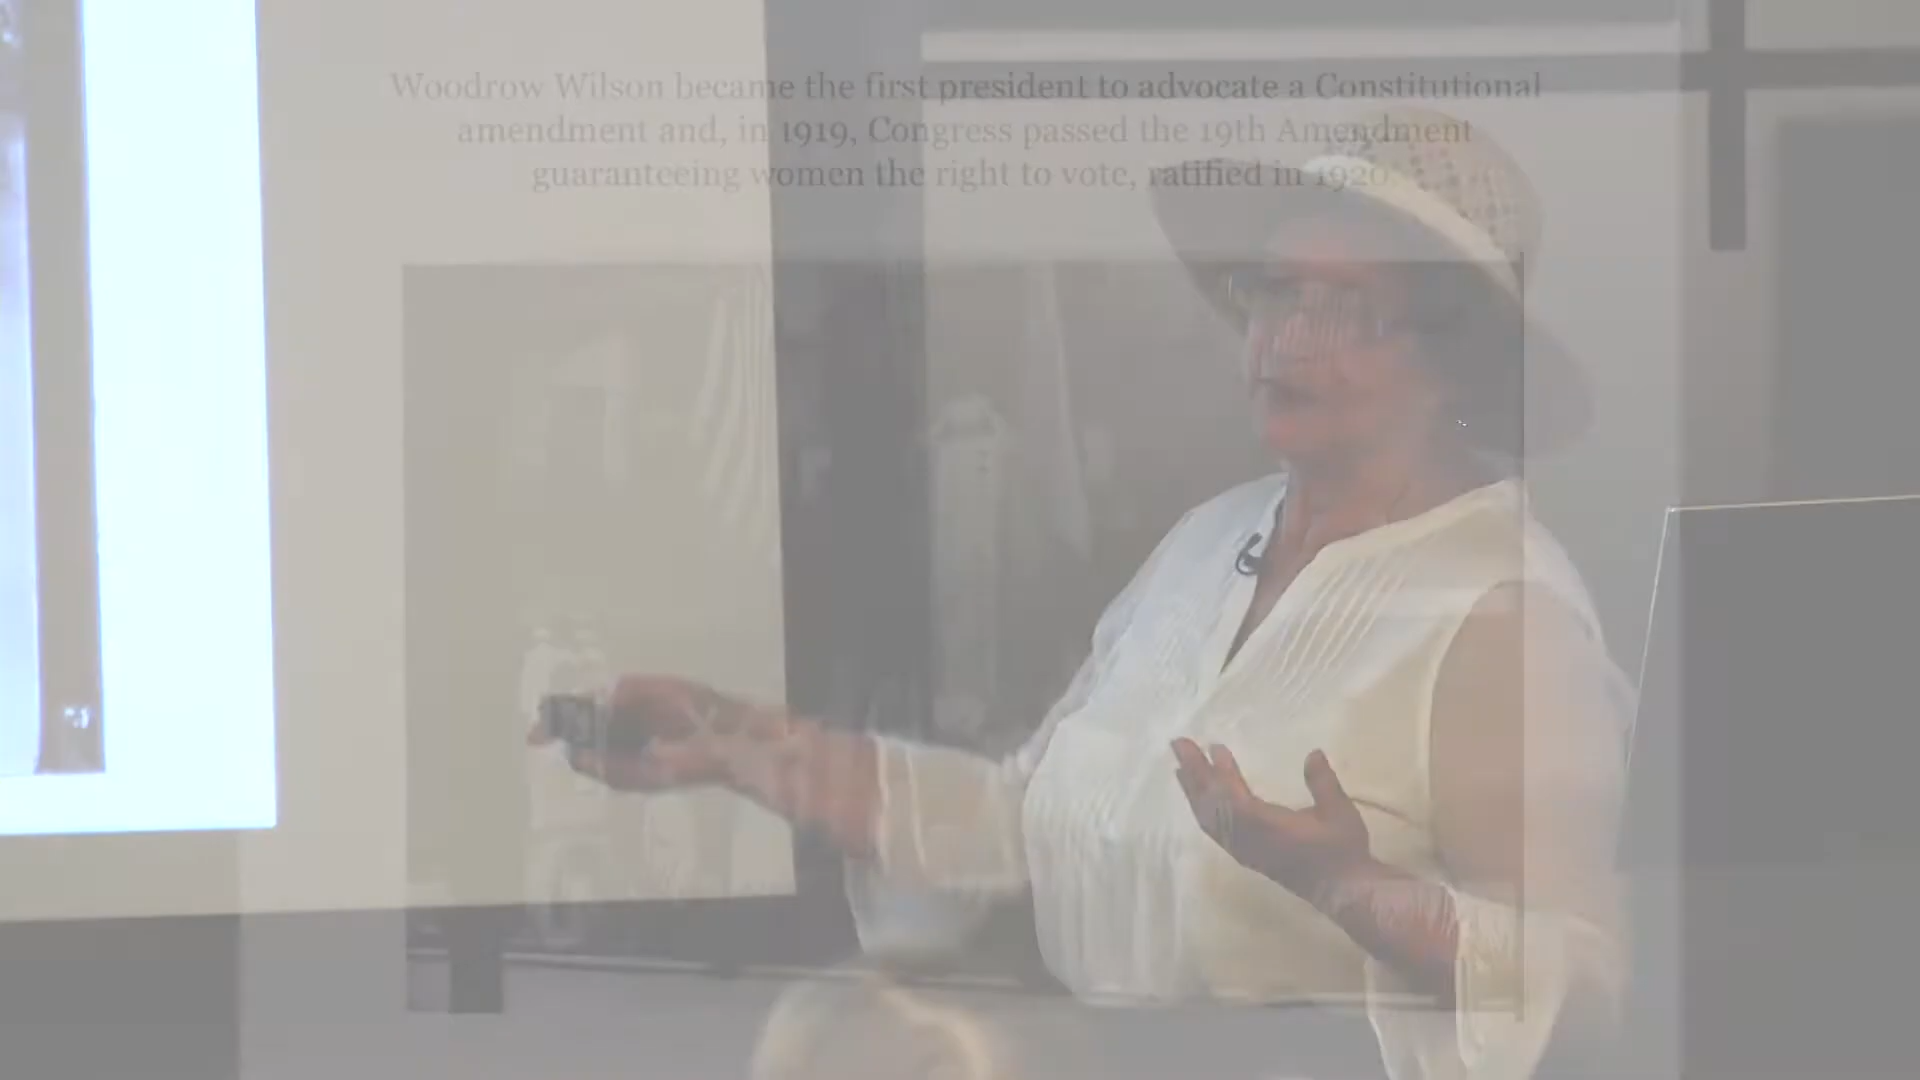 Woodrow Wilson became the first president to advocate a Constitutional
amendment and, in 1919, Congress passed the 19th Amendment
guaranteeing women the right to vote, ratified in 1920.